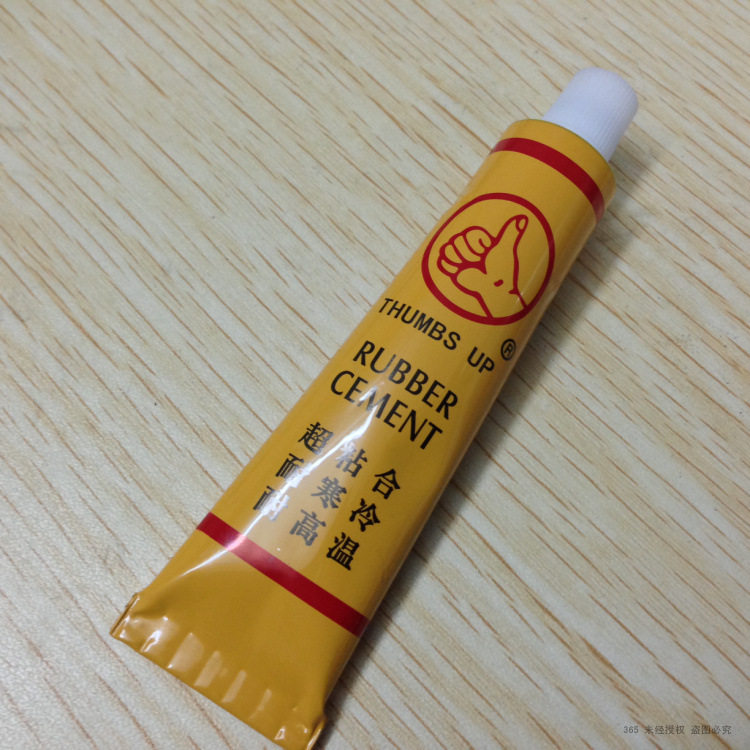 THUMBS UP ®
RUBBER
CEMENT
超粘合
耐寒冷
耐高温
365 未经授权 盗图必究